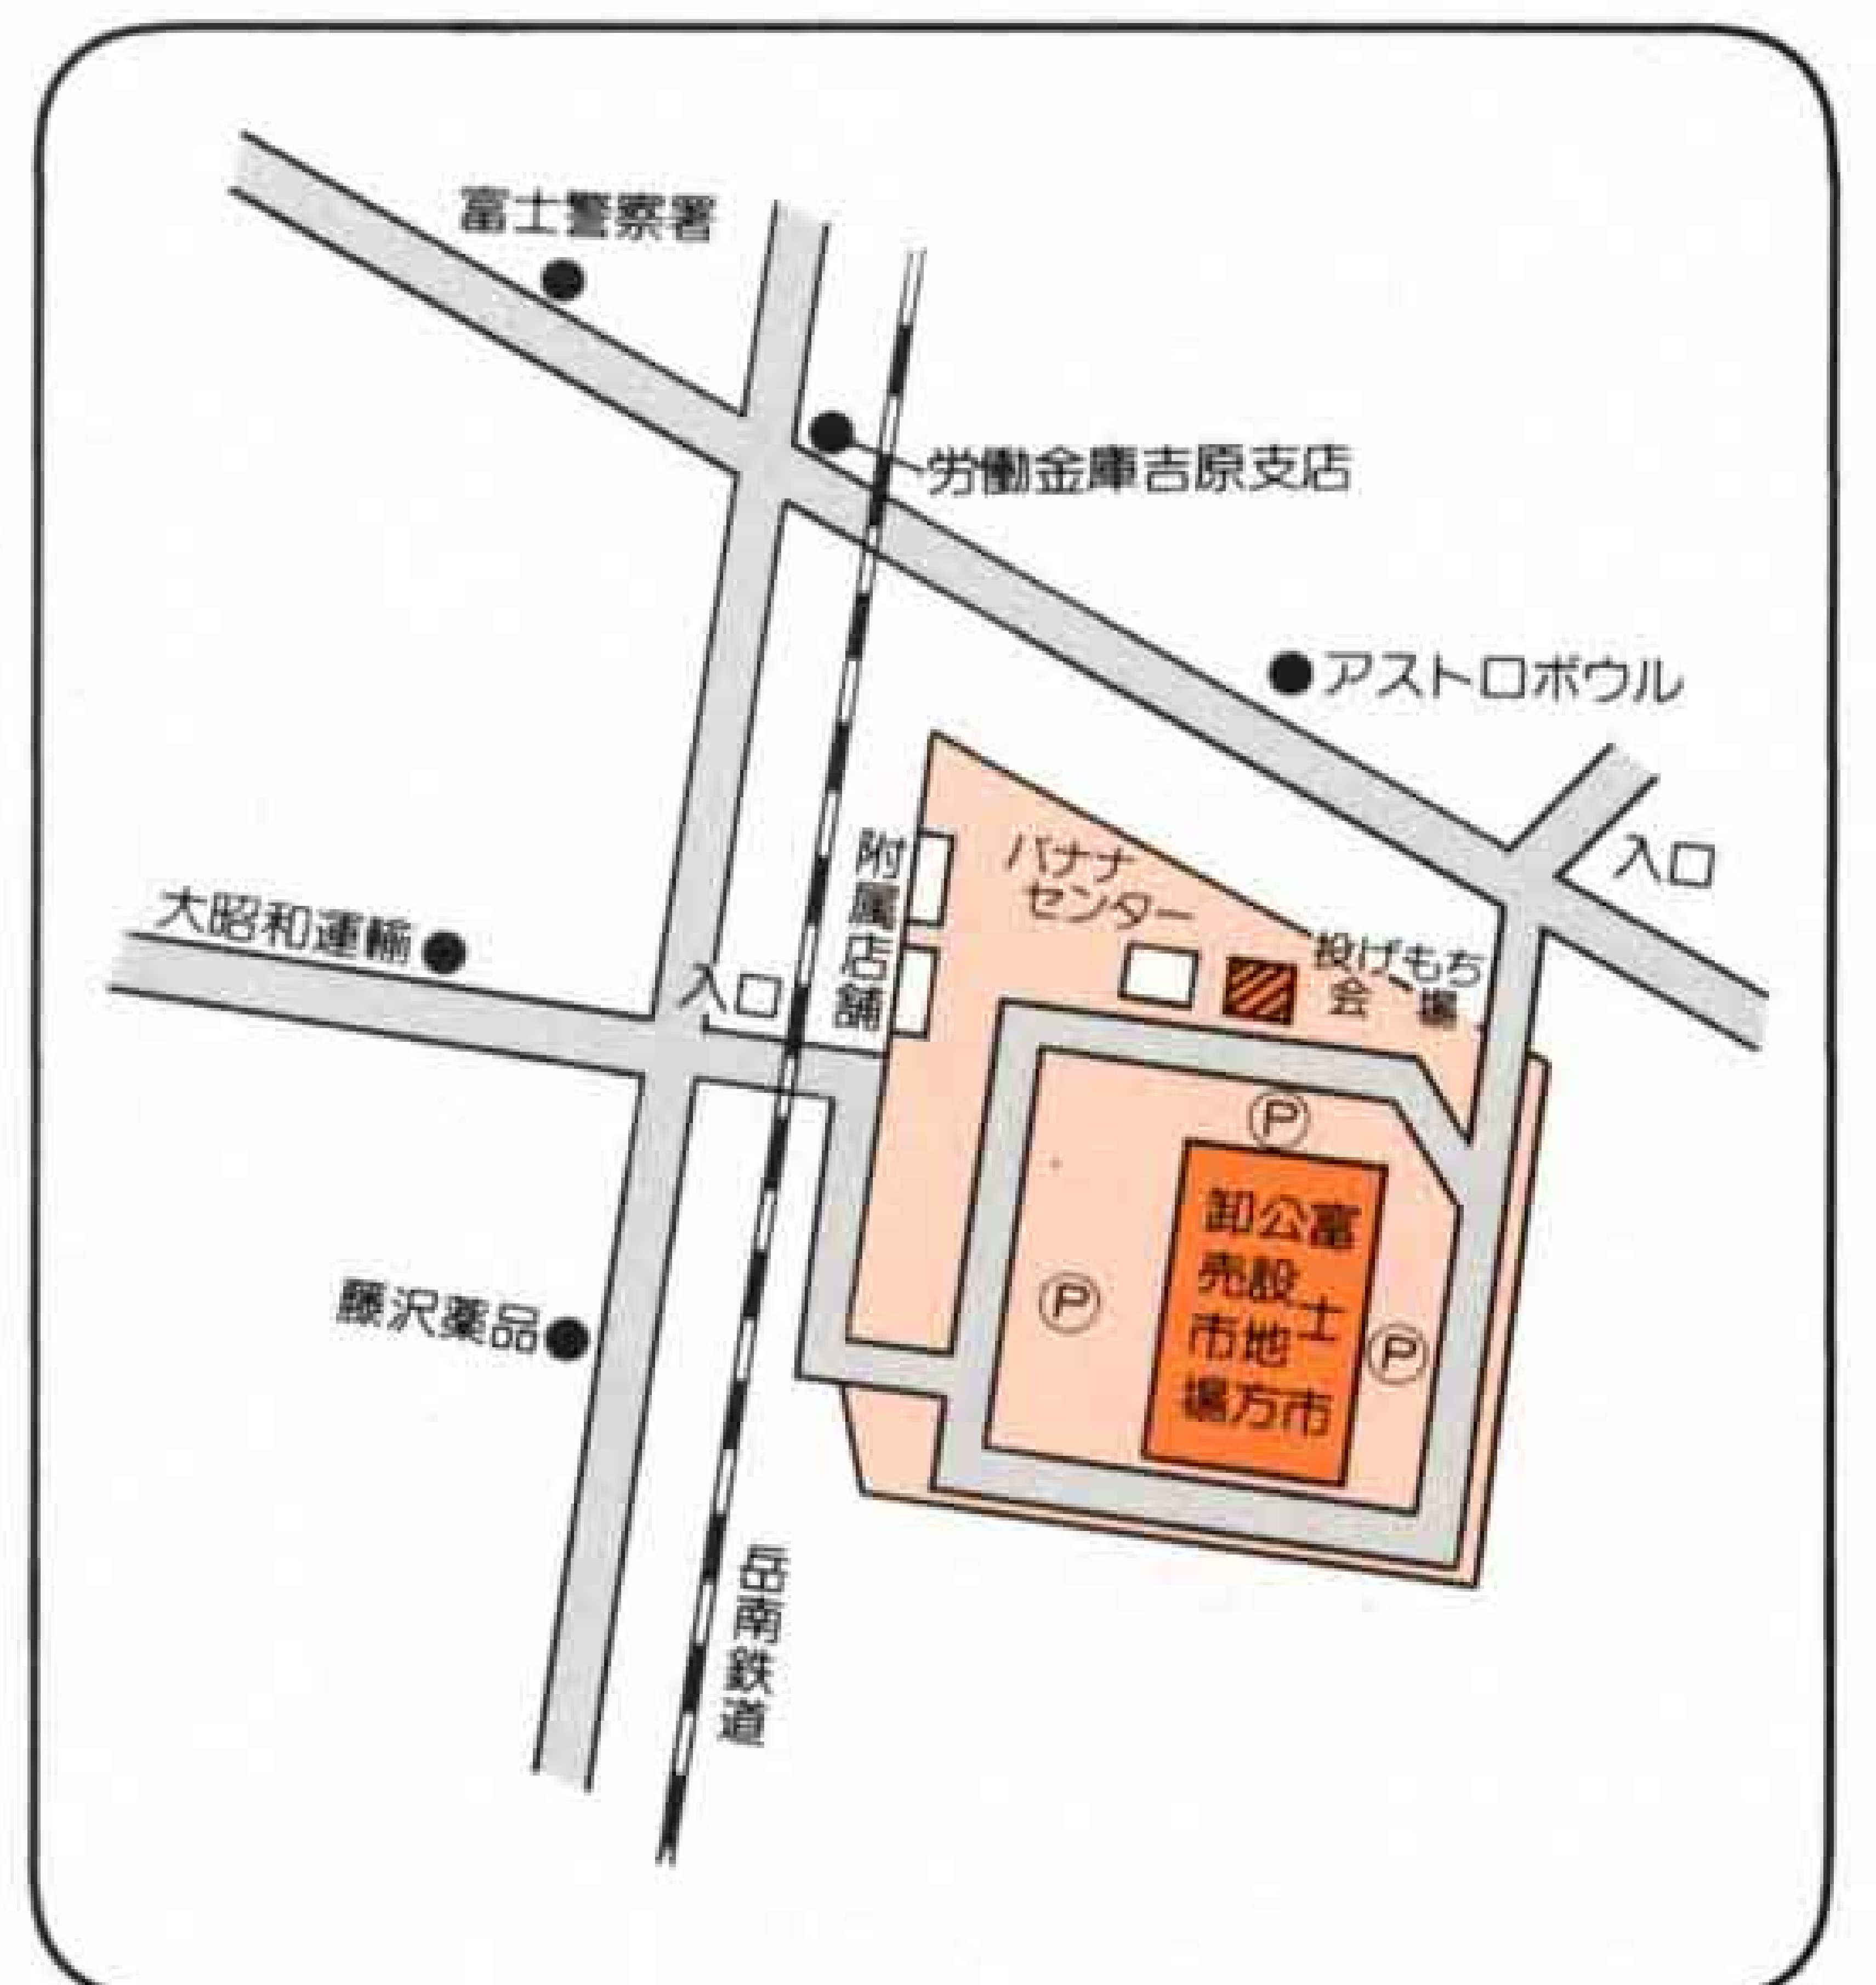 富士警察署
労働金庫吉原支店
アストロボウル
入口
附属店舗
バナナ
センター
投げもち
会場
大昭和運輸
入口
P
富士市
公設地方
卸売市場
P
P
藤沢薬品
岳南鉄道